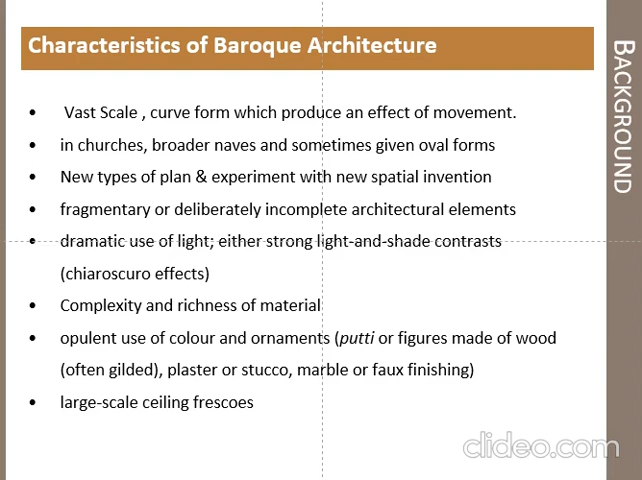 Characteristics of Baroque Architecture
BACKGROUND
• Vast Scale , curve form which produce an effect of movement.
• in churches, broader naves and sometimes given oval forms
• New types of plan & experiment with new spatial invention
• fragmentary or deliberately incomplete architectural elements
• dramatic use of light; either strong light-and-shade contrasts
(chiaroscuro effects)
• Complexity and richness of material
• opulent use of colour and ornaments (putti or figures made of wood
(often gilded), plaster or stucco, marble or faux finishing)
• large-scale ceiling frescoes
clideo.com